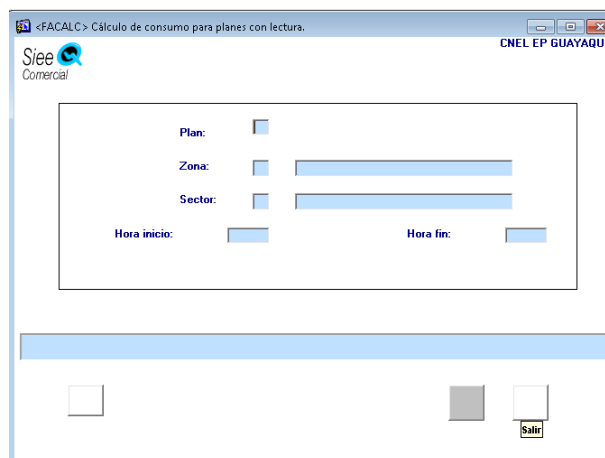 <FACALC> Cálculo de consumo para planes con lectura.
CNEL EP GUAYAQU
Siee
Comercial
Plan:
Zona:
Sector:
Hora inicio: Hora fin:
Salir